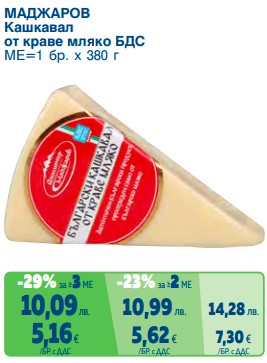 МАДЖАРОВ
Кашкавал
от краве мляко БДС
МЕ=1 бр. х 380 г
БЪЛГАРСКИ КАШКАВАЛ
ОТ КРАВЕ МЛЯКО
-29% за ≥3 МЕ
10,09 лв.
5,16 €
/БР. с ДДС
-23% за ≥2 МЕ
10,99 лв.
5,62 €
/БР. с ДДС
14,28 лв.
7,30 €
/БР. с ДДС